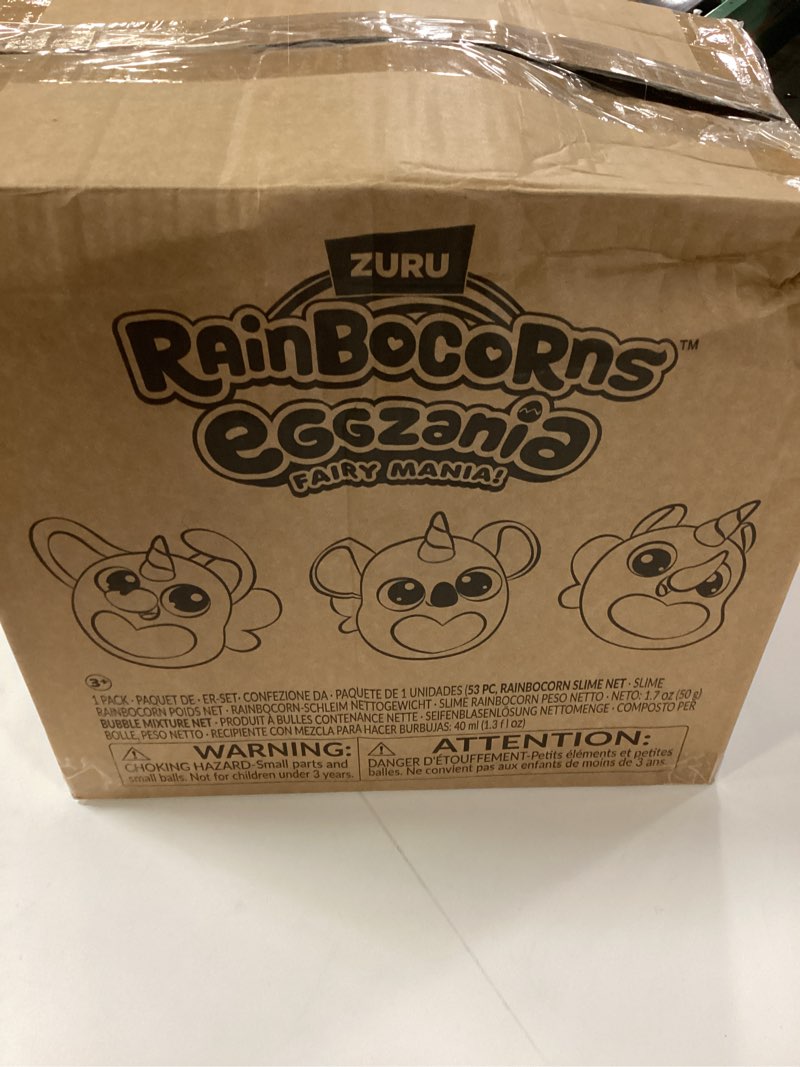 ZURU
RAinBoCoRns™
eGGZania
FAIRY MANIA!
3+
1 PACK · PAQUET DE · ER-SET · CONFEZIONE DA · PAQUETE DE 1 UNIDADES (53 PC, RAINBOCORN SLIME NET · SLIME
RAINBOCORN POIDS NET · RAINBOCORN-SCHLEIM NETTOGEWICHT · SLIME RAINBOCORN PESO NETTO · NETO: 1.7 oz (50 g)
BUBBLE MIXTURE NET · PRODUIT À BULLES CONTENANCE NETTE · SEIFENBLASENLÖSUNG NETTOMENGE · COMPOSTO PER
BOLLE, PESO NETTO · RECIPIENTE CON MEZCLA PARA HACER BURBUJAS: 40 ml (1.3 fl oz)
WARNING:
CHOKING HAZARD-Small parts and
small balls. Not for children under 3 years.
ATTENTION:
DANGER D'ÉTOUFFEMENT-Petits éléments et petites
balles. Ne convient pas aux enfants de moins de 3 ans.